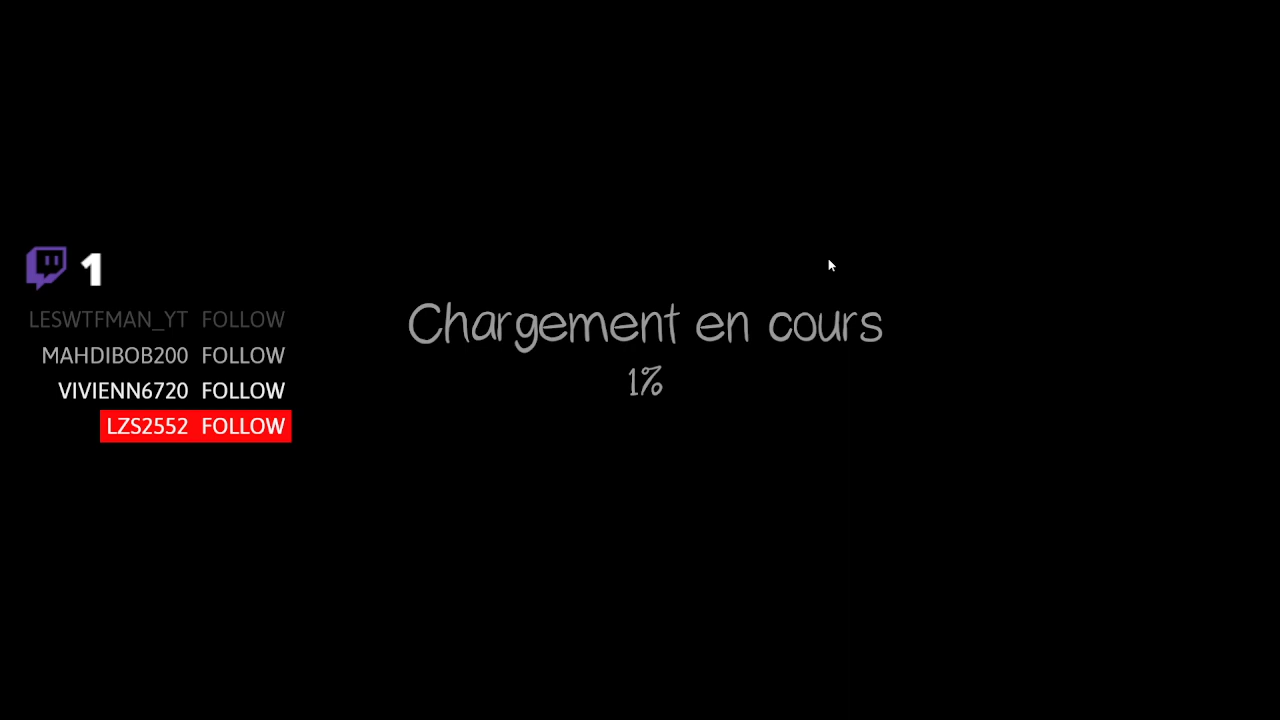 1
LESWTFMAN_YT FOLLOW
MAHDIBOB200 FOLLOW
VIVIENN6720 FOLLOW
LZS2552 FOLLOW
Chargement en cours
1%